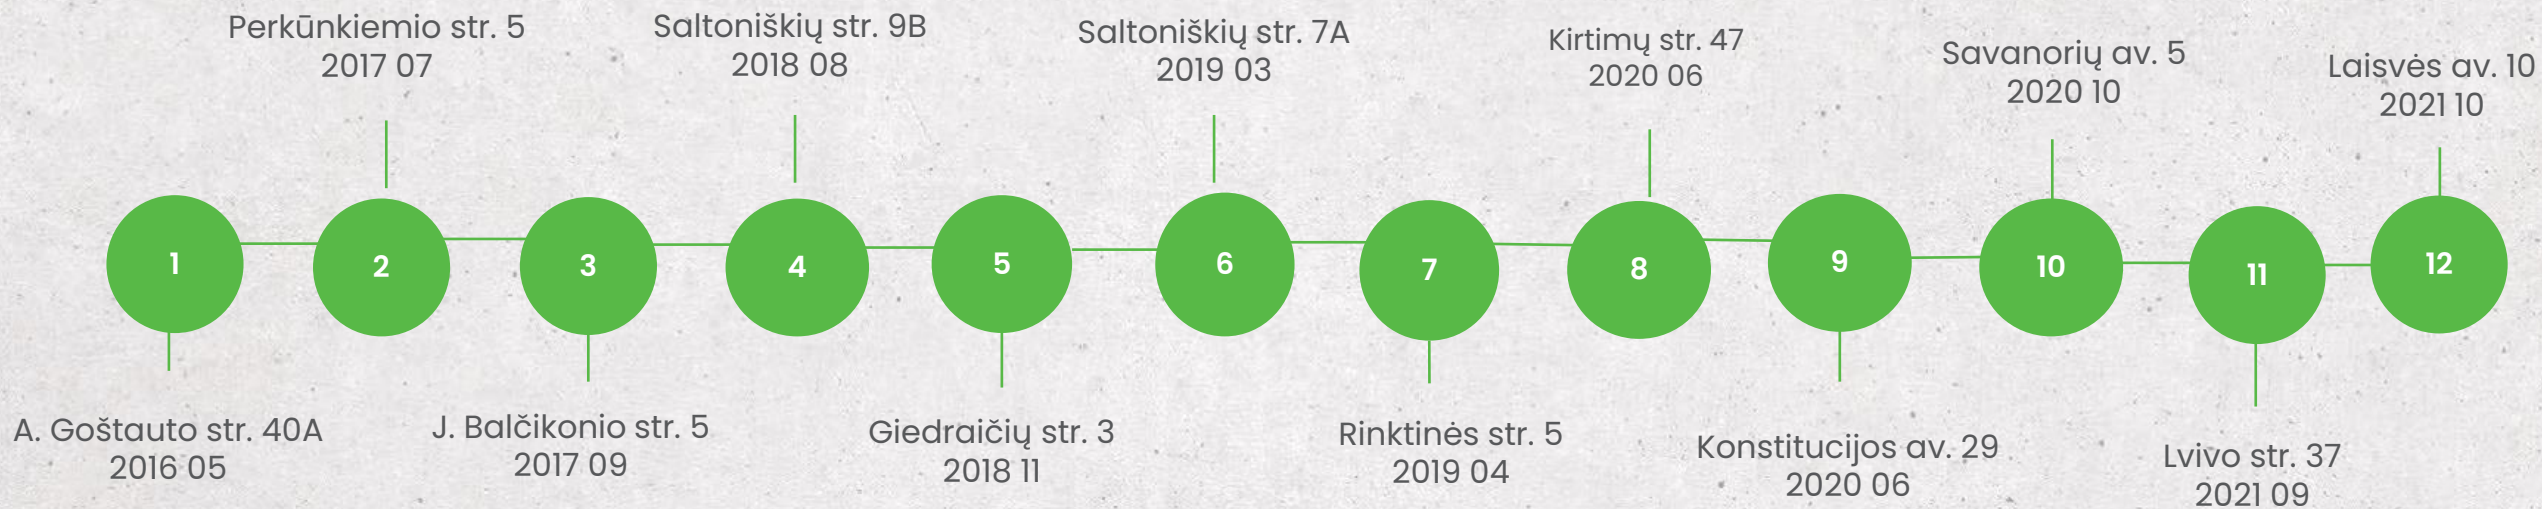 Perkūnkiemio str. 5
2017 07
Saltoniškių str. 9B
2018 08
Saltoniškių str. 7A
2019 03
Kirtimų str. 47
2020 06
Savanorių av. 5
2020 10
Laisvės av. 10
2021 10
1
2
3
4
5
6
7
8
9
10
11
12
A. Goštauto str. 40A
2016 05
J. Balčikonio str. 5
2017 09
Giedraičių str. 3
2018 11
Rinktinės str. 5
2019 04
Konstitucijos av. 29
2020 06
Lvivo str. 37
2021 09